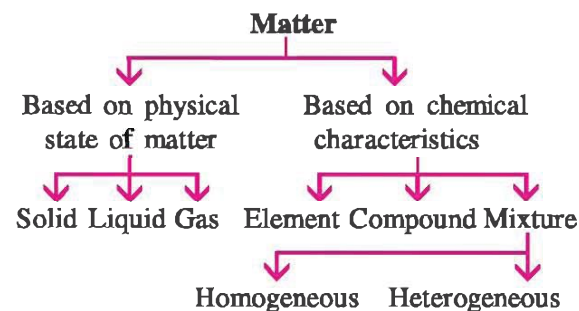 Matter
Based on physical
state of matter
Based on chemical
characteristics
Solid Liquid Gas
Element Compound Mixture
Homogeneous Heterogeneous